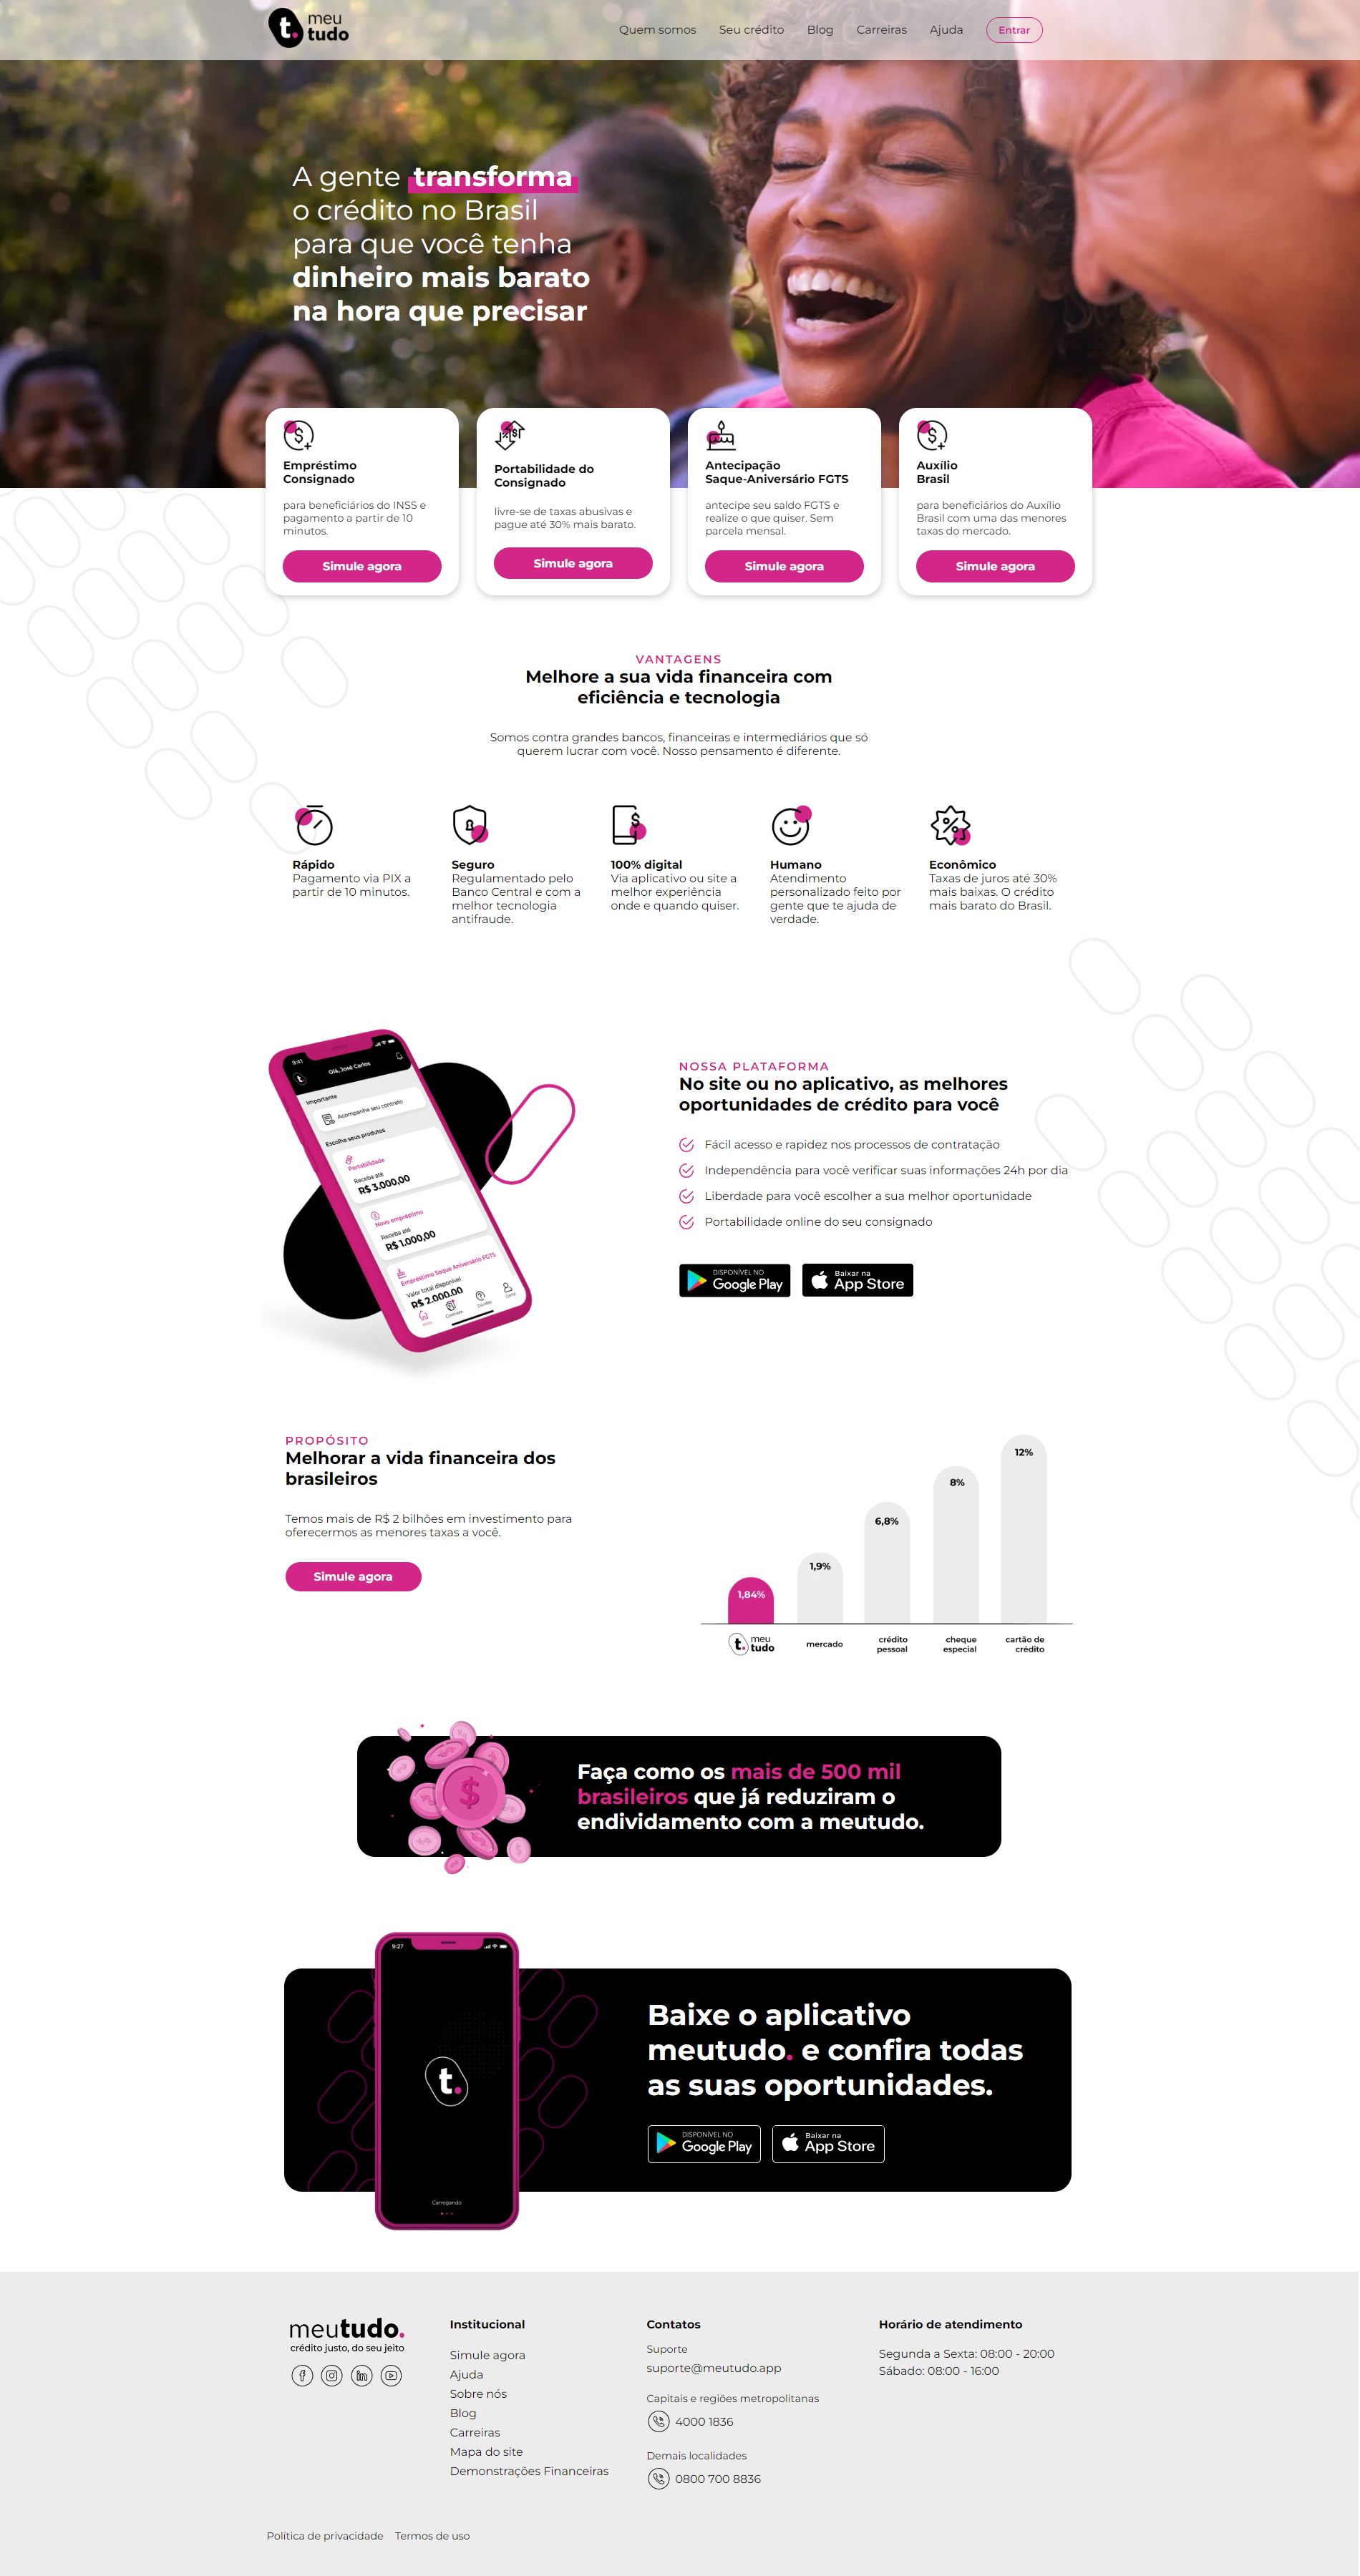 t. meu
tudo
Quem somos
Seu crédito
Blog
Carreiras
Ajuda
Entrar
A gente transforma
o crédito no Brasil
para que você tenha
dinheiro mais barato
na hora que precisar
Empréstimo
Consignado
para beneficiários do INSS e
pagamento a partir de 10
minutos.
Simule agora
Portabilidade do
Consignado
livre-se de taxas abusivas e
pague até 30% mais barato.
Simule agora
Antecipação
Saque-Aniversário FGTS
antecipe seu saldo FGTS e
realize o que quiser. Sem
parcela mensal.
Simule agora
Auxílio
Brasil
para beneficiários do Auxílio
Brasil com uma das menores
taxas do mercado.
Simule agora
VANTAGENS
Melhore a sua vida financeira com
eficiência e tecnologia
Somos contra grandes bancos, financeiras e intermediários que só
querem lucrar com você. Nosso pensamento é diferente.
Rápido
Pagamento via PIX a
partir de 10 minutos.
Seguro
Regulamentado pelo
Banco Central e com a
melhor tecnologia
antifraude.
100% digital
Via aplicativo ou site a
melhor experiência
onde e quando quiser.
Humano
Atendimento
personalizado feito por
gente que te ajuda de
verdade.
Econômico
Taxas de juros até 30%
mais baixas. O crédito
mais barato do Brasil.
9:41
Olá, José Carlos
Importante
Acompanhe seu contrato
Escolha seus produtos
Portabilidade
Receba até
R$ 3.000,00
Novo empréstimo
Receba até
R$ 1.000,00
Empréstimo Saque Aniversário FGTS
Valor total disponível
R$ 2.000.00
NOSSA PLATAFORMA
No site ou no aplicativo, as melhores
oportunidades de crédito para você
Fácil acesso e rapidez nos processos de contratação
Independência para você verificar suas informações 24h por dia
Liberdade para você escolher a sua melhor oportunidade
Portabilidade online do seu consignado
DISPONÍVEL NO
Google Play
Baixar na
App Store
PROPÓSITO
Melhorar a vida financeira dos
brasileiros
Temos mais de R$ 2 bilhões em investimento para
oferecermos as menores taxas a você.
Simule agora
12%
8%
6,8%
1,9%
1,84%
t. meu
tudo
mercado
crédito
pessoal
cheque
especial
cartão de
crédito
Faça como os mais de 500 mil
brasileiros que já reduziram o
endividamento com a meutudo.
9:27
t.
Carregando
Baixe o aplicativo
meutudo. e confira todas
as suas oportunidades.
DISPONÍVEL NO
Google Play
Baixar na
App Store
meutudo.
crédito justo, do seu jeito
Institucional
Simule agora
Ajuda
Sobre nós
Blog
Carreiras
Mapa do site
Demonstrações Financeiras
Contatos
Suporte
suporte@meutudo.app
Capitais e regiões metropolitanas
4000 1836
Demais localidades
0800 700 8836
Horário de atendimento
Segunda a Sexta: 08:00 - 20:00
Sábado: 08:00 - 16:00
Política de privacidade
Termos de uso